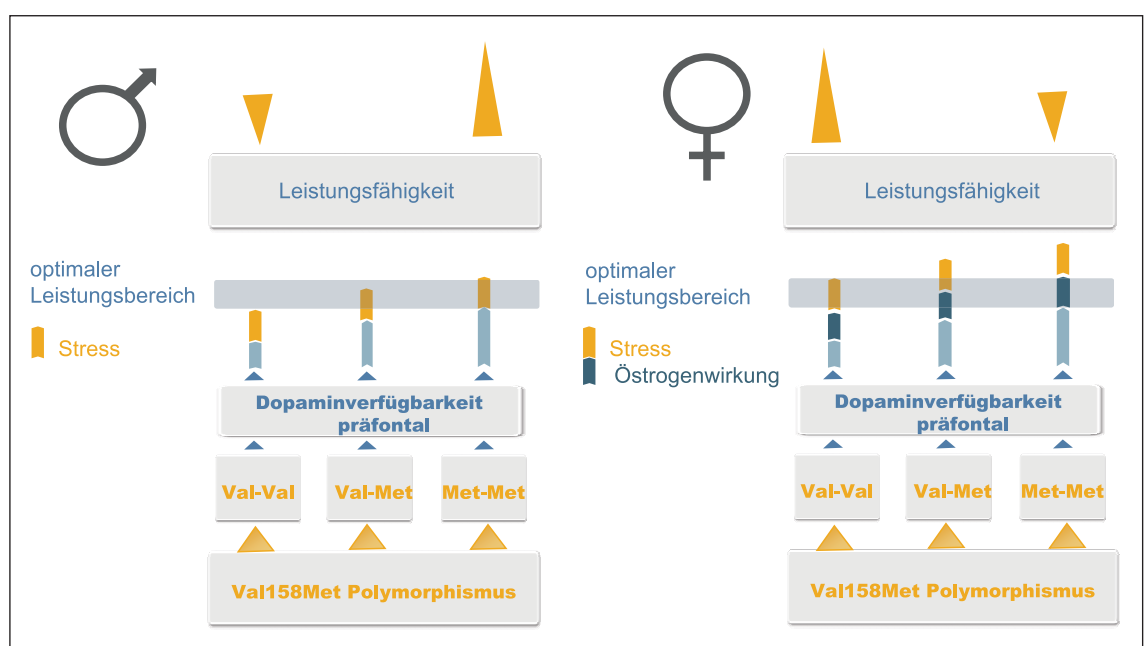 Leistungsfähigkeit
optimaler
Leistungsbereich
Stress
Dopaminverfügbarkeit
präfontal
Val-Val
Val-Met
Met-Met
Val158Met Polymorphismus
Leistungsfähigkeit
optimaler
Leistungsbereich
Stress
Östrogenwirkung
Dopaminverfügbarkeit
präfontal
Val-Val
Val-Met
Met-Met
Val158Met Polymorphismus